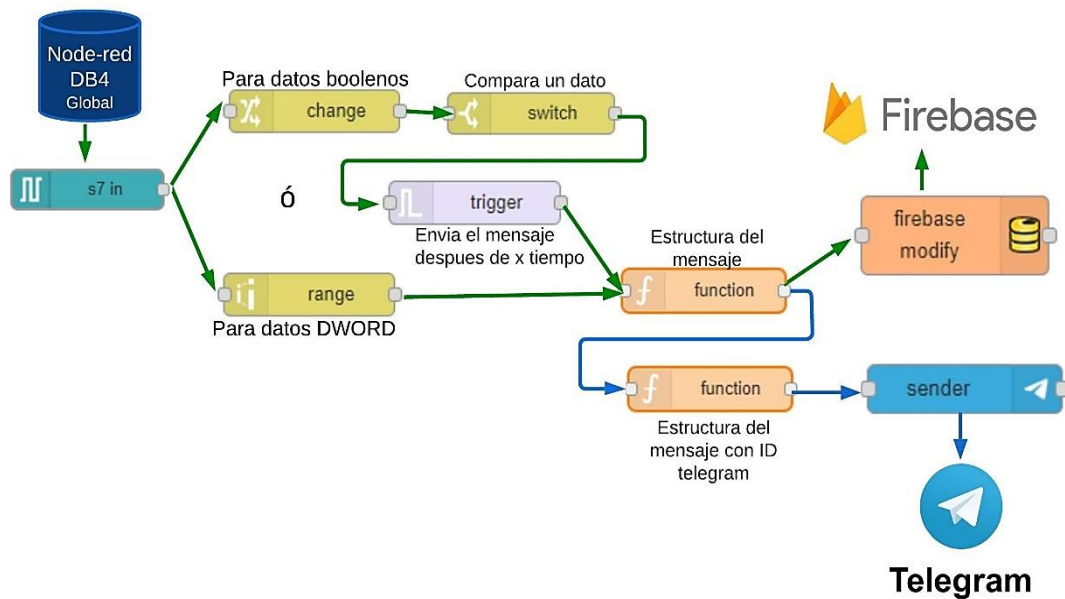 Node-red
DB4
Global
Para datos boolenos
change
Compara un dato
switch
Firebase
s7 in
ó
trigger
Envia el mensaje
despues de x tiempo
Estructura del
mensaje
function
firebase
modify
range
Para datos DWORD
function
Estructura del
mensaje con ID
telegram
sender
Telegram